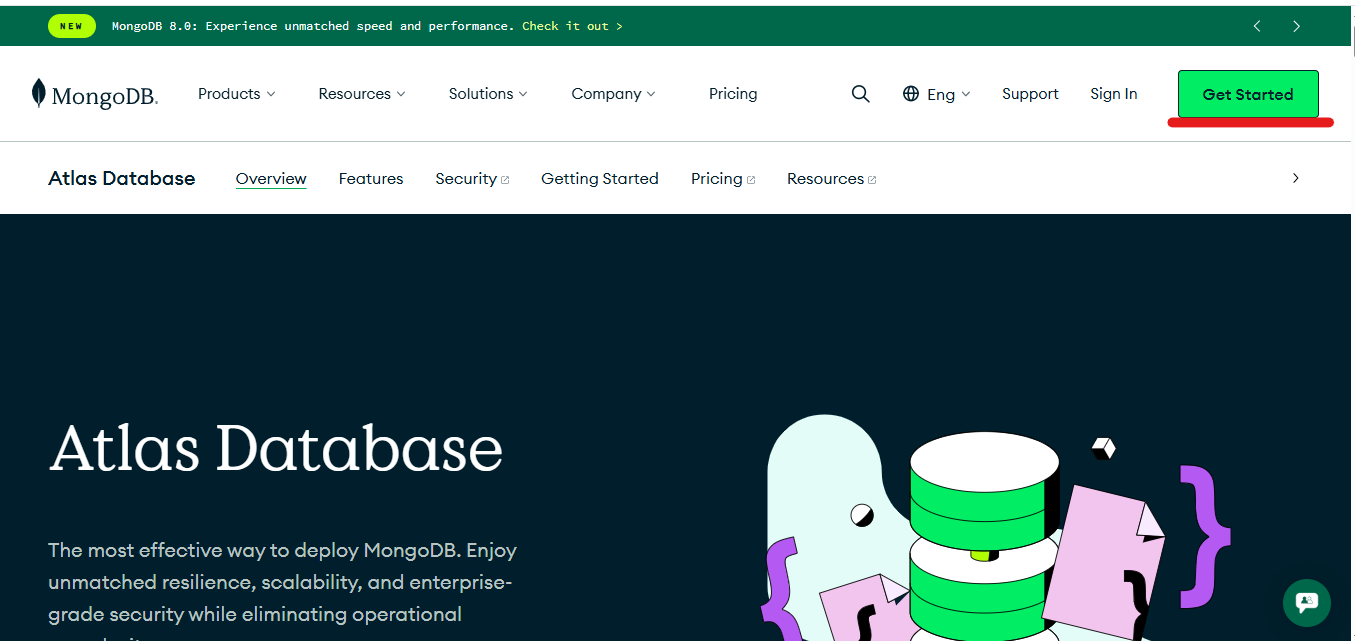 NEW MongoDB 8.0: Experience unmatched speed and performance. Check it out >
MongoDB. Products Resources Solutions Company Pricing Eng Support Sign In Get Started
Atlas Database Overview Features Security Getting Started Pricing Resources
Atlas Database
The most effective way to deploy MongoDB. Enjoy
unmatched resilience, scalability, and enterprise-
grade security while eliminating operational